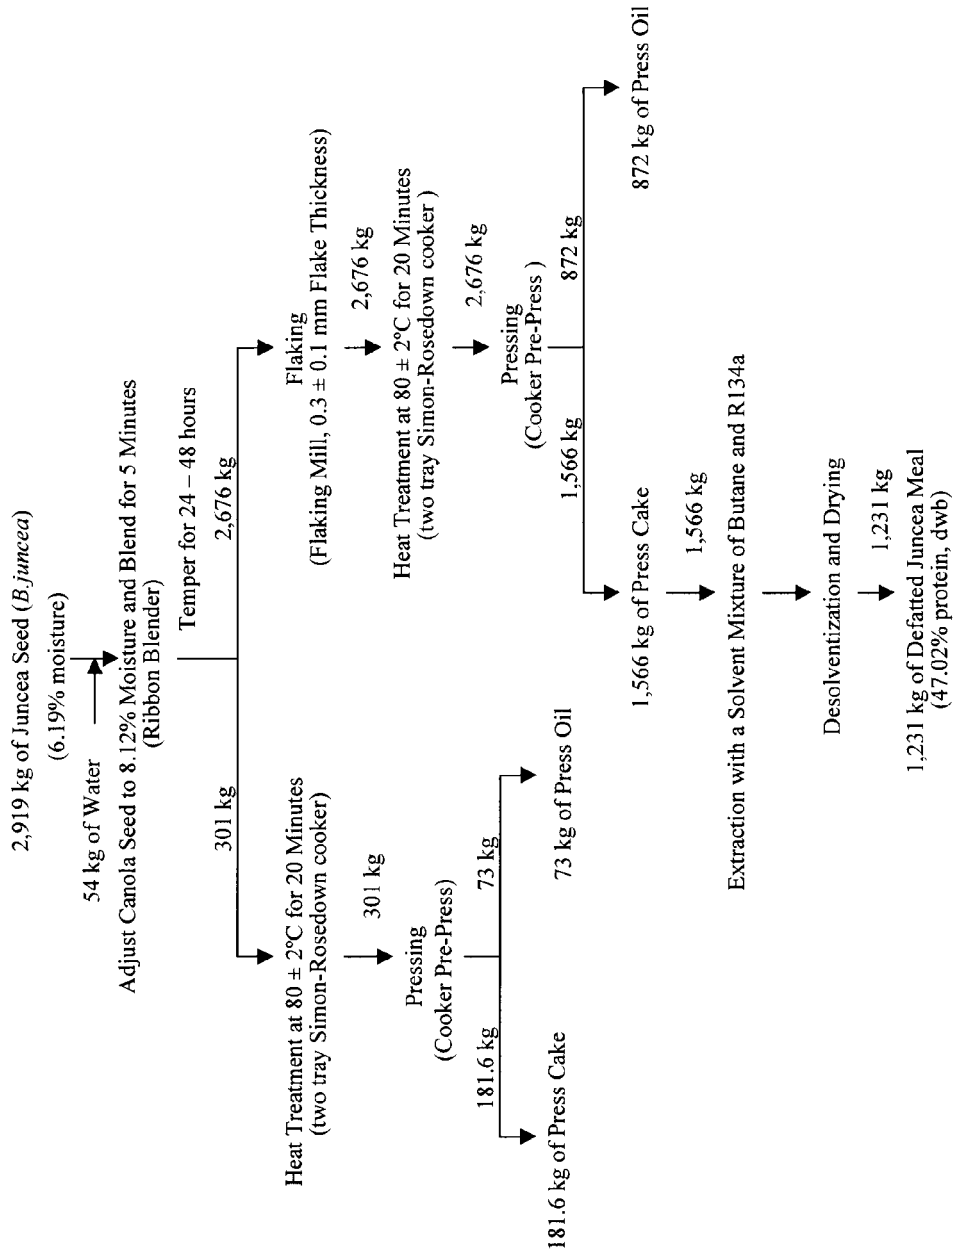 2,919 kg of Juncea Seed (B.juncea)
(6.19% moisture)
54 kg of Water
Adjust Canola Seed to 8.12% Moisture and Blend for 5 Minutes
(Ribbon Blender)
Temper for 24 – 48 hours
301 kg
2,676 kg
Heat Treatment at 80 ± 2°C for 20 Minutes
(two tray Simon-Rosedown cooker)
301 kg
Pressing
(Cooker Pre-Press)
181.6 kg
73 kg
181.6 kg of Press Cake
73 kg of Press Oil
Flaking
(Flaking Mill, 0.3 ± 0.1 mm Flake Thickness)
2,676 kg
Heat Treatment at 80 ± 2°C for 20 Minutes
(two tray Simon-Rosedown cooker )
2,676 kg
Pressing
(Cooker Pre-Press )
1,566 kg
872 kg
1,566 kg of Press Cake
872 kg of Press Oil
1,566 kg
Extraction with a Solvent Mixture of Butane and R134a
Desolventization and Drying
1,231 kg
1,231 kg of Defatted Juncea Meal
(47.02% protein, dwb)